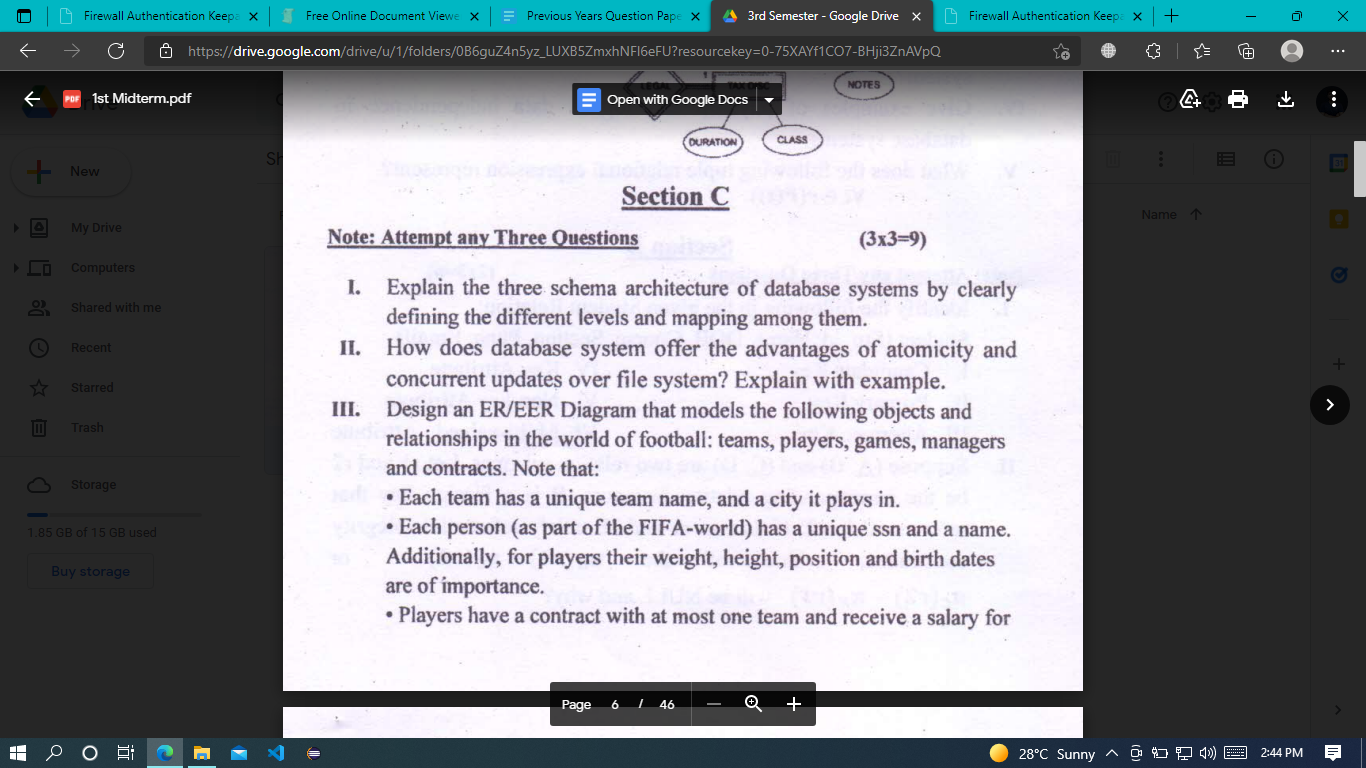 Firewall Authentication Keepa
Free Online Document Viewe
Previous Years Question Pape
3rd Semester - Google Drive
Firewall Authentication Keepa
https://drive.google.com/drive/u/1/folders/0B6guZ4n5yz_LUXB5ZmxhNFI6eFU?resourcekey=0-75XAYf1CO7-BHji3ZnAVpQ
PDF
1st Midterm.pdf
Open with Google Docs
LEGAL
TAX DISC
NOTES
DURATION
CLASS
New
My Drive
Computers
Shared with me
Recent
Starred
Trash
Storage
1.85 GB of 15 GB used
Buy storage
Name
Section C
Note: Attempt any Three Questions (3x3=9)
I. Explain the three schema architecture of database systems by clearly
defining the different levels and mapping among them.
II. How does database system offer the advantages of atomicity and
concurrent updates over file system? Explain with example.
III. Design an ER/EER Diagram that models the following objects and
relationships in the world of football: teams, players, games, managers
and contracts. Note that:
• Each team has a unique team name, and a city it plays in.
• Each person (as part of the FIFA-world) has a unique ssn and a name.
Additionally, for players their weight, height, position and birth dates
are of importance.
• Players have a contract with at most one team and receive a salary for
Page 6 / 46
28°C Sunny
2:44 PM